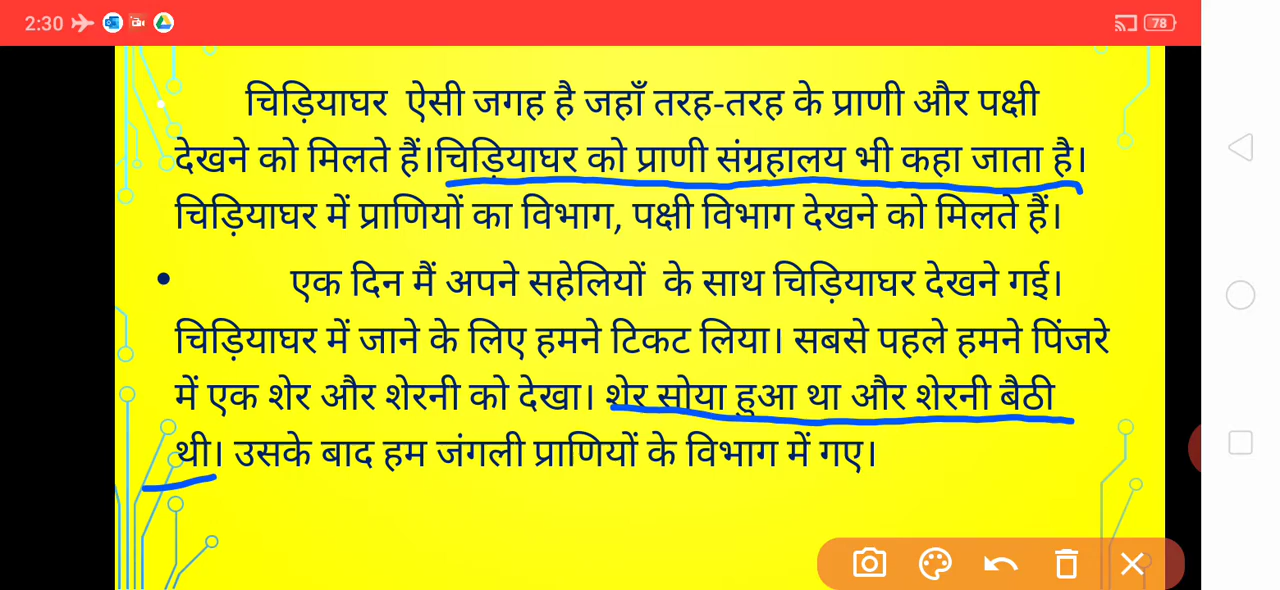 2:30
78
चिड़ियाघर ऐसी जगह है जहाँ तरह-तरह के प्राणी और पक्षी
देखने को मिलते हैं।चिड़ियाघर को प्राणी संग्रहालय भी कहा जाता है।
चिड़ियाघर में प्राणियों का विभाग, पक्षी विभाग देखने को मिलते हैं।
• एक दिन मैं अपने सहेलियों के साथ चिड़ियाघर देखने गई।
चिड़ियाघर में जाने के लिए हमने टिकट लिया। सबसे पहले हमने पिंजरे
में एक शेर और शेरनी को देखा। शेर सोया हुआ था और शेरनी बैठी
थी। उसके बाद हम जंगली प्राणियों के विभाग में गए।